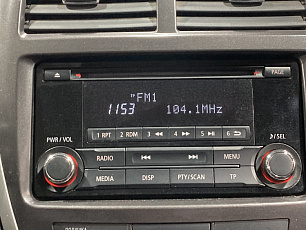 PAGE
FM1
1153 104.1MHz
1 RPT 2 RDM 3 ◄◄ 4 ►► 5 ►II 6
PWR / VOL
♪/SEL
RADIO MENU
MEDIA DISP PTY/SCAN TP